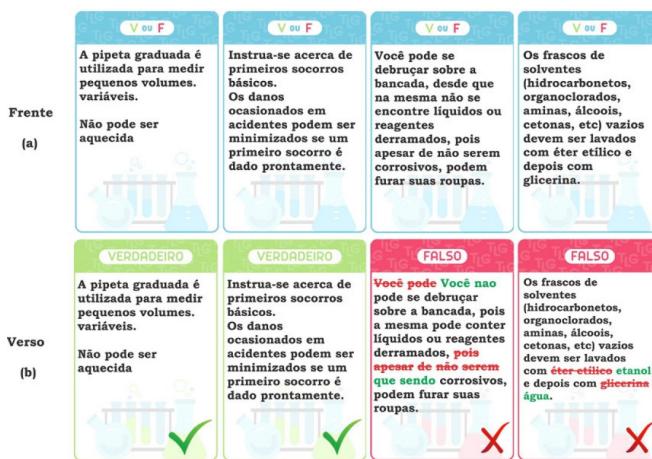 V OU F
A pipeta graduada é
utilizada para medir
pequenos volumes.
variáveis.
Não pode ser
aquecida
V OU F
Instrua-se acerca de
primeiros socorros
básicos.
Os danos
ocasionados em
acidentes podem ser
minimizados se um
primeiro socorro é
dado prontamente.
V OU F
Você pode se
debruçar sobre a
bancada, desde que
na mesma não se
encontre líquidos ou
reagentes
derramados, pois
apesar de não serem
corrosivos, podem
furar suas roupas.
V OU F
Os frascos de
solventes
(hidrocarbonetos,
organoclorados,
aminas, álcoois,
cetonas, etc) vazios
devem ser lavados
com éter etílico e
depois com
glicerina.
Frente
(a)
VERDADEIRO
A pipeta graduada é
utilizada para medir
pequenos volumes.
variáveis.
Não pode ser
aquecida
VERDADEIRO
Instrua-se acerca de
primeiros socorros
básicos.
Os danos
ocasionados em
acidentes podem ser
minimizados se um
primeiro socorro é
dado prontamente.
FALSO
Você pode Você nao
pode se debruçar
sobre a bancada, pois
a mesma pode conter
líquidos ou reagentes
derramados, pois
apesar de não serem
que sendo corrosivos,
podem furar suas
roupas.
FALSO
Os frascos de
solventes
(hidrocarbonetos,
organoclorados,
aminas, álcoois,
cetonas, etc) vazios
devem ser lavados
com éter etílico etanol
e depois com glicerina
água.
Verso
(b)